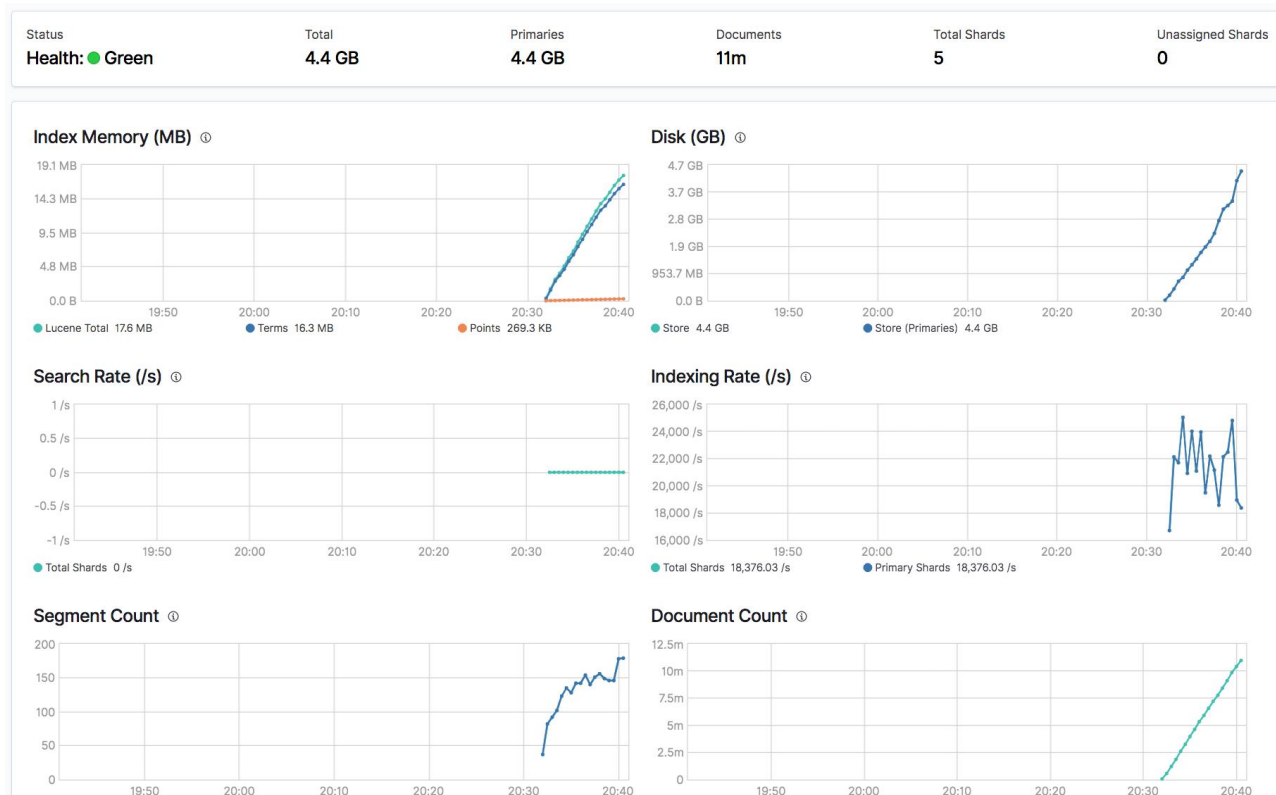 Status Total Primaries Documents Total Shards Unassigned Shards
Health: Green 4.4 GB 4.4 GB 11m 5 0
Index Memory (MB)
19.1 MB
14.3 MB
9.5 MB
4.8 MB
0.0 B
19:50 20:00 20:10 20:20 20:30 20:40
Lucene Total 17.6 MB Terms 16.3 MB Points 269.3 KB
Disk (GB)
4.7 GB
3.7 GB
2.8 GB
1.9 GB
953.7 MB
0.0 B
19:50 20:00 20:10 20:20 20:30 20:40
Store 4.4 GB Store (Primaries) 4.4 GB
Search Rate (/s)
1 /s
0.5 /s
0 /s
-0.5 /s
-1 /s
19:50 20:00 20:10 20:20 20:30 20:40
Total Shards 0 /s
Indexing Rate (/s)
26,000 /s
24,000 /s
22,000 /s
20,000 /s
18,000 /s
16,000 /s
19:50 20:00 20:10 20:20 20:30 20:40
Total Shards 18,376.03 /s Primary Shards 18,376.03 /s
Segment Count
200
150
100
50
0
19:50 20:00 20:10 20:20 20:30 20:40
Document Count
12.5m
10m
7.5m
5m
2.5m
0
19:50 20:00 20:10 20:20 20:30 20:40